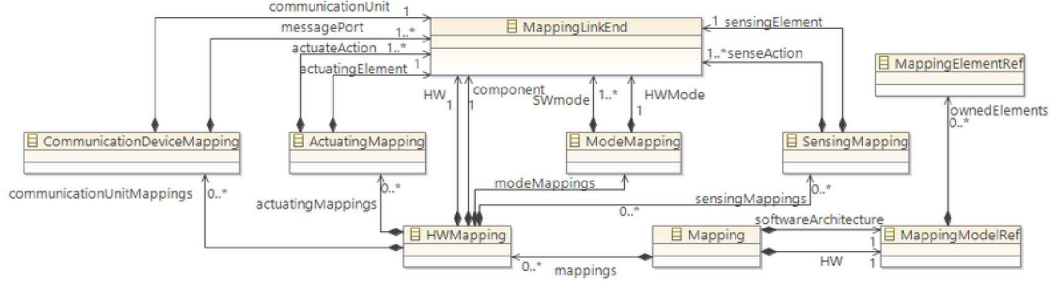 communicationUnit 1
MappingLinkEnd
1 sensingElement
messagePort 1..*
actuateAction 1..*
1..* senseAction
actuatingElement 1
MappingElementRef
HW 1
component 1
SWmode 1..*
HWMode 1
ownedElements 0..*
CommunicationDeviceMapping
ActuatingMapping
ModeMapping
SensingMapping
communicationUnitMappings 0..*
actuatingMappings 0..*
modeMappings
sensingMappings 0..*
0..*
softwareArchitecture 1
HWMapping
Mapping
MappingModelRef
0..* mappings
HW 1